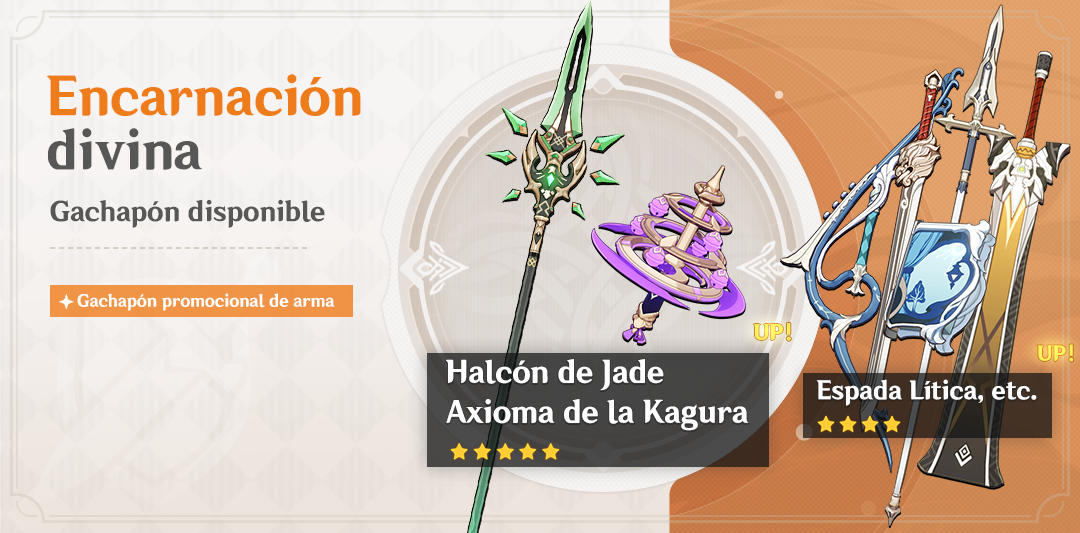 Encarnación
divina
Gachapón disponible
Gachapón promocional de arma
UP!
Halcón de Jade
Axioma de la Kagura
UP!
Espada Lítica, etc.